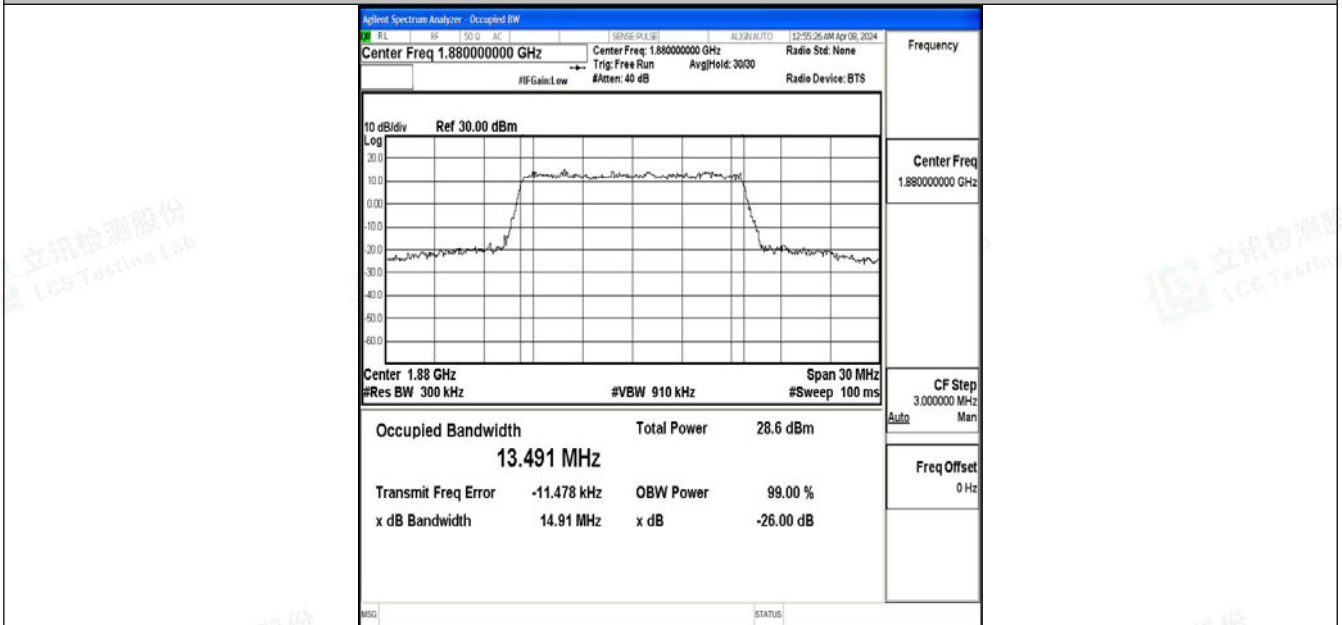 Agilent Spectrum Analyzer - Occupied BW
RL RF 50 Ω AC SENSE:PULSE ALIGN AUTO 12:55:26 AM Apr 08, 2024
Center Freq 1.880000000 GHz
Center Freq: 1.880000000 GHz
Radio Std: None
Trig: Free Run Avg|Hold: 30/30
#IFGain:Low #Atten: 40 dB
Radio Device: BTS
Frequency
10 dB/div Ref 30.00 dBm
Log
20.0
10.0
0.00
-10.0
-20.0
-30.0
-40.0
-50.0
-60.0
Center 1.88 GHz
Span 30 MHz
#Res BW 300 kHz
#VBW 910 kHz
#Sweep 100 ms
Occupied Bandwidth
13.491 MHz
Total Power 28.6 dBm
Transmit Freq Error -11.478 kHz
OBW Power 99.00 %
x dB Bandwidth 14.91 MHz
x dB -26.00 dB
Center Freq
1.880000000 GHz
CF Step
3.000000 MHz
Auto Man
Freq Offset
0 Hz
MSG
STATUS
立讯检测股份
LCS Testing Lab
立讯检测
LCS Testing